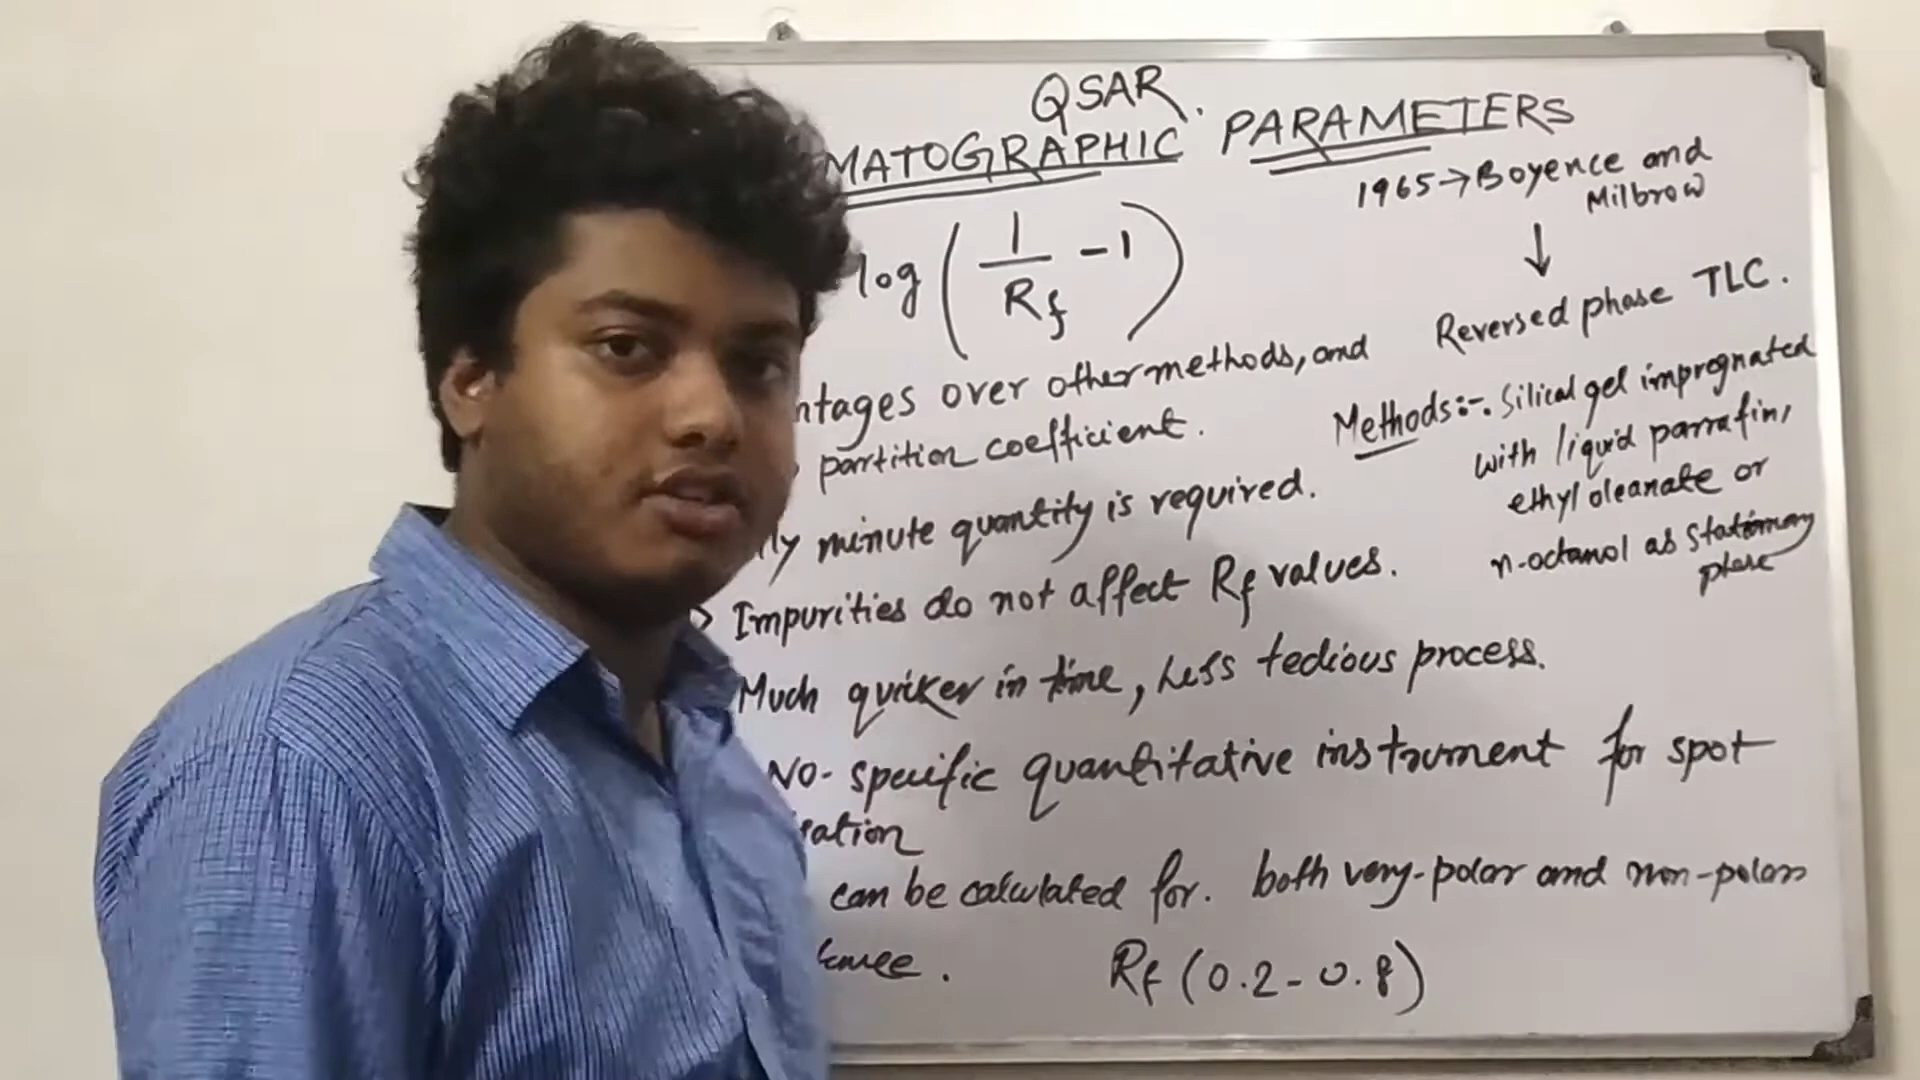 QSAR.
MATOGRAPHIC PARAMETERS
1965→Boyence and
Milbrow
↓
Reversed phase TLC.
log (1/Rf -1)
ntages over other methods, and
partition coefficient.
ly minute quantity is required.
> Impurities do not affect Rf values.
Much quicker in time, Less tedious process.
No-specific quantitative instrument for spot
isation
can be calculated for. both very-polar and non-polar
Rf (0.2-0.8)
Methods:-. Silical gel impregnated
with liquid parrafin,
ethyl oleanate or
n-octanol as stationary
phase